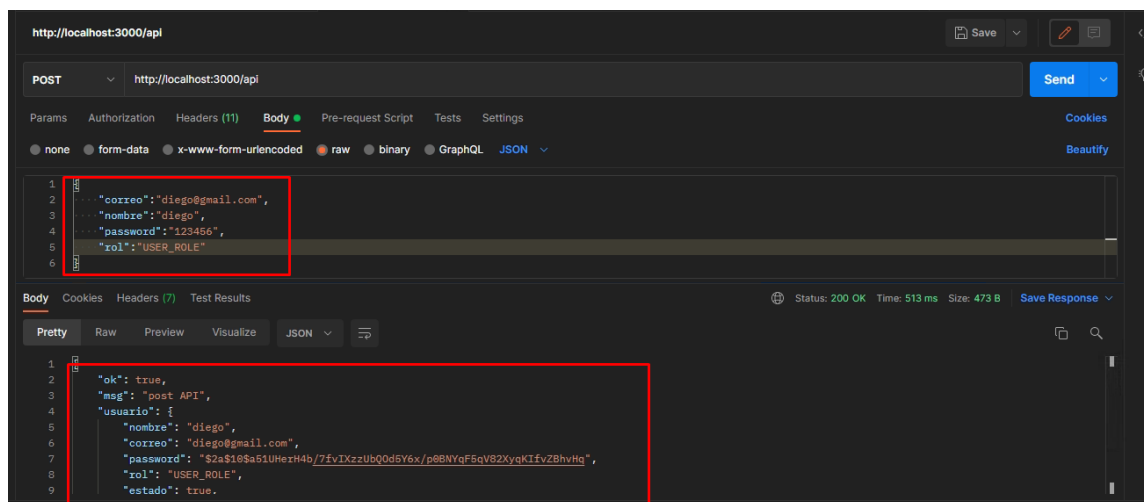 http://localhost:3000/api
Save
POST http://localhost:3000/api Send
Params Authorization Headers (11) Body Pre-request Script Tests Settings Cookies
none form-data x-www-form-urlencoded raw binary GraphQL JSON Beautify
1 {
2 "correo":"diego@gmail.com",
3 "nombre":"diego",
4 "password":"123456",
5 "rol":"USER_ROLE"
6 }
Body Cookies Headers (7) Test Results Status: 200 OK Time: 513 ms Size: 473 B Save Response
Pretty Raw Preview Visualize JSON
1 {
2 "ok": true,
3 "msg": "post API",
4 "usuario": {
5 "nombre": "diego",
6 "correo": "diego@gmail.com",
7 "password": "$2a$10$a51UHerH4b/7fvIXzzUbQOd5Y6x/p0BNYqF5qV82XyqKIfvZBhvHq",
8 "rol": "USER_ROLE",
9 "estado": true.